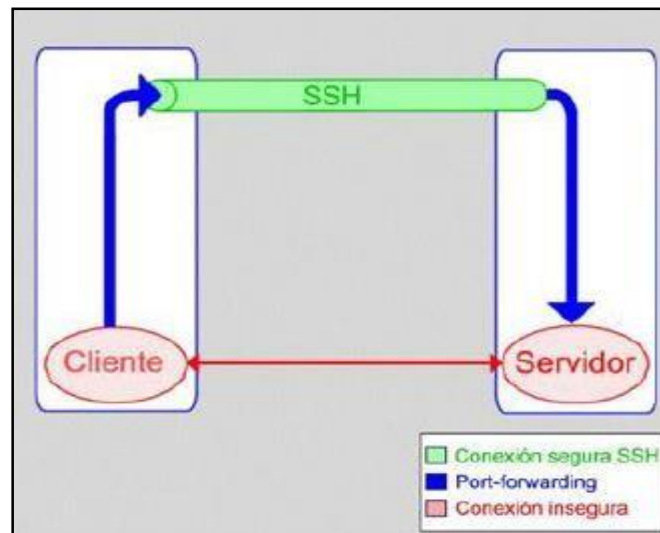 SSH
Cliente
Servidor
Conexión segura SSH
Port-forwarding
Conexión insegura